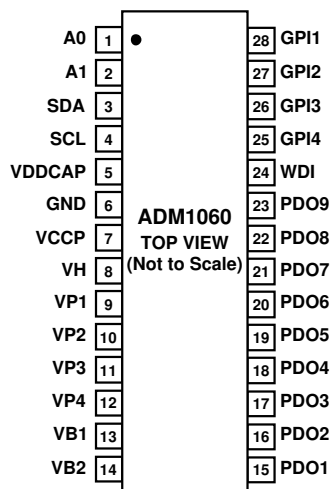 A0 1 28 GPI1
A1 2 27 GPI2
SDA 3 26 GPI3
SCL 4 25 GPI4
VDDCAP 5 24 WDI
GND 6 23 PDO9
VCCP 7 22 PDO8
VH 8 21 PDO7
VP1 9 20 PDO6
VP2 10 19 PDO5
VP3 11 18 PDO4
VP4 12 17 PDO3
VB1 13 16 PDO2
VB2 14 15 PDO1
ADM1060
TOP VIEW
(Not to Scale)